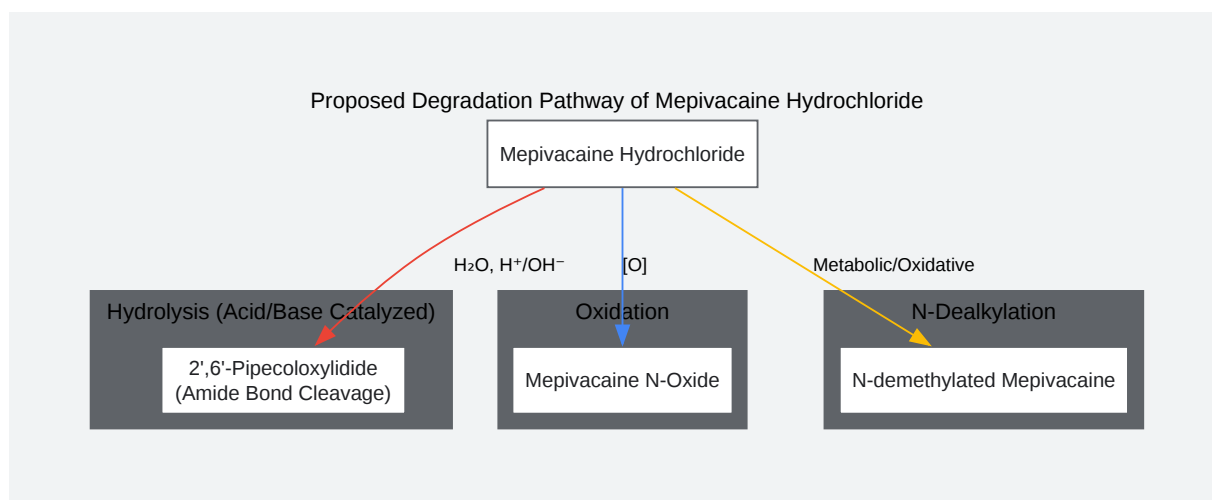 Proposed Degradation Pathway of Mepivacaine Hydrochloride
Mepivacaine Hydrochloride
H₂O, H⁺/OH⁻
[O]
Metabolic/Oxidative
Hydrolysis (Acid/Base Catalyzed)
Oxidation
N-Dealkylation
2',6'-Pipecoloxylidide
(Amide Bond Cleavage)
Mepivacaine N-Oxide
N-demethylated Mepivacaine